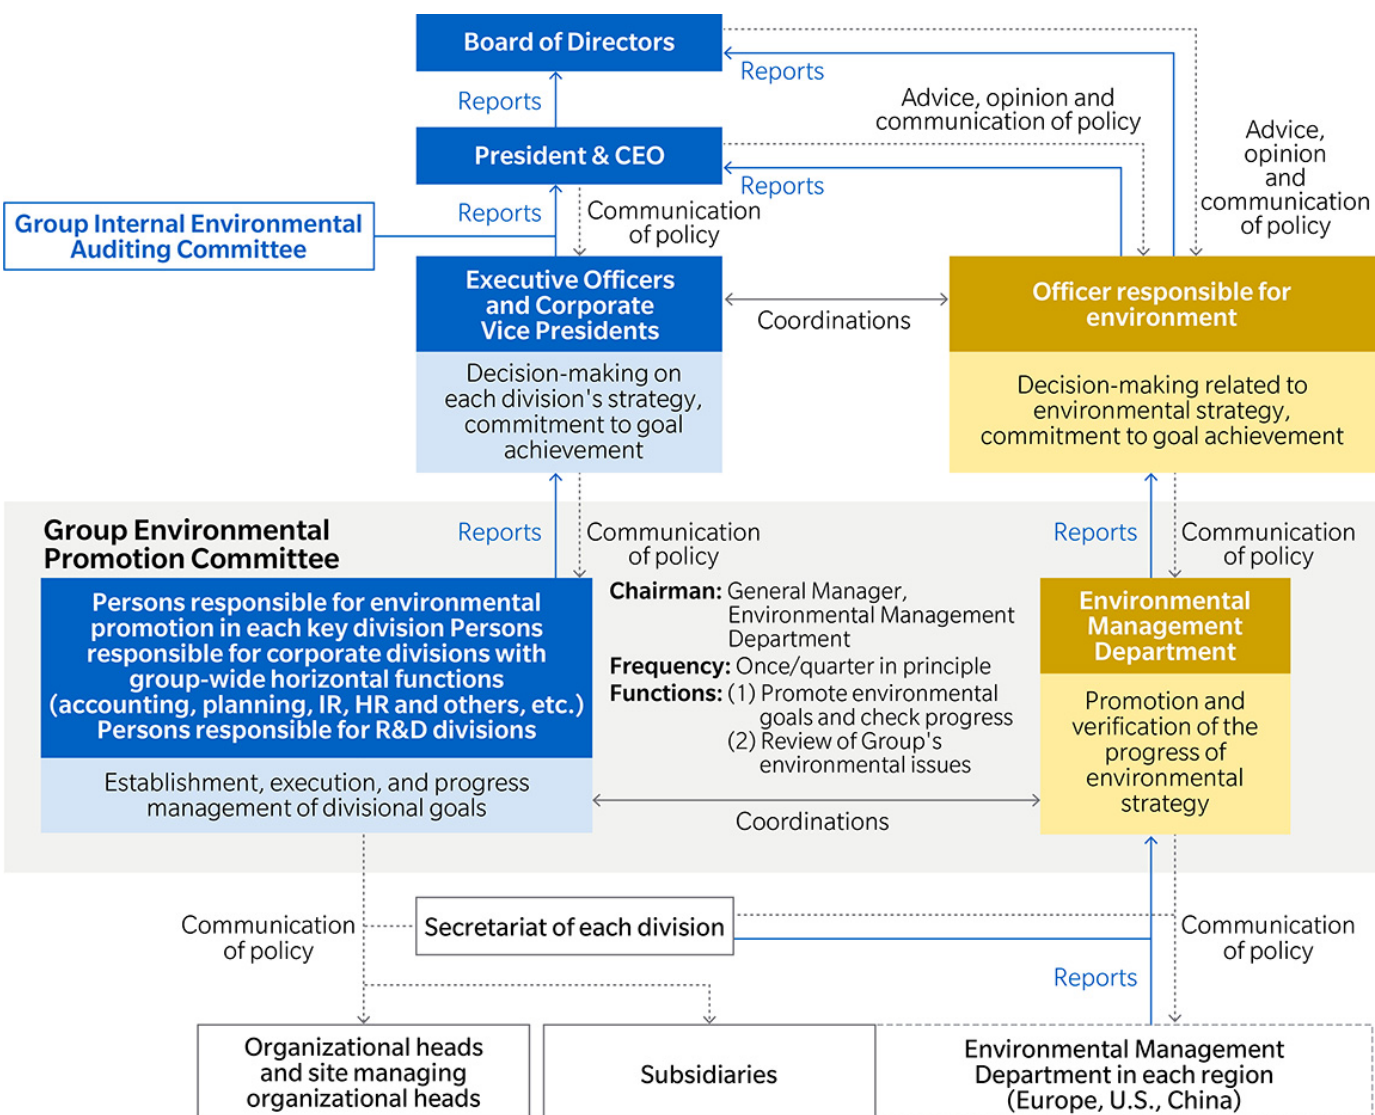 Board of Directors
Reports
Reports
Advice, opinion and
communication of policy
Advice,
opinion
and
communication
of policy
President & CEO
Reports
Reports
Communication
of policy
Group Internal Environmental
Auditing Committee
Executive Officers
and Corporate
Vice Presidents
Coordinations
Officer responsible for
environment
Decision-making on
each division's strategy,
commitment to goal
achievement
Decision-making related to
environmental strategy,
commitment to goal achievement
Group Environmental
Promotion Committee
Reports
Communication
of policy
Reports
Communication
of policy
Persons responsible for environmental
promotion in each key division Persons
responsible for corporate divisions with
group-wide horizontal functions
(accounting, planning, IR, HR and others, etc.)
Persons responsible for R&D divisions
Establishment, execution, and progress
management of divisional goals
Chairman: General Manager,
Environmental Management
Department
Frequency: Once/quarter in principle
Functions: (1) Promote environmental
goals and check progress
(2) Review of Group's
environmental issues
Coordinations
Environmental
Management
Department
Promotion and
verification of the
progress of
environmental
strategy
Communication
of policy
Secretariat of each division
Communication
of policy
Reports
Organizational heads
and site managing
organizational heads
Subsidiaries
Environmental Management
Department in each region
(Europe, U.S., China)